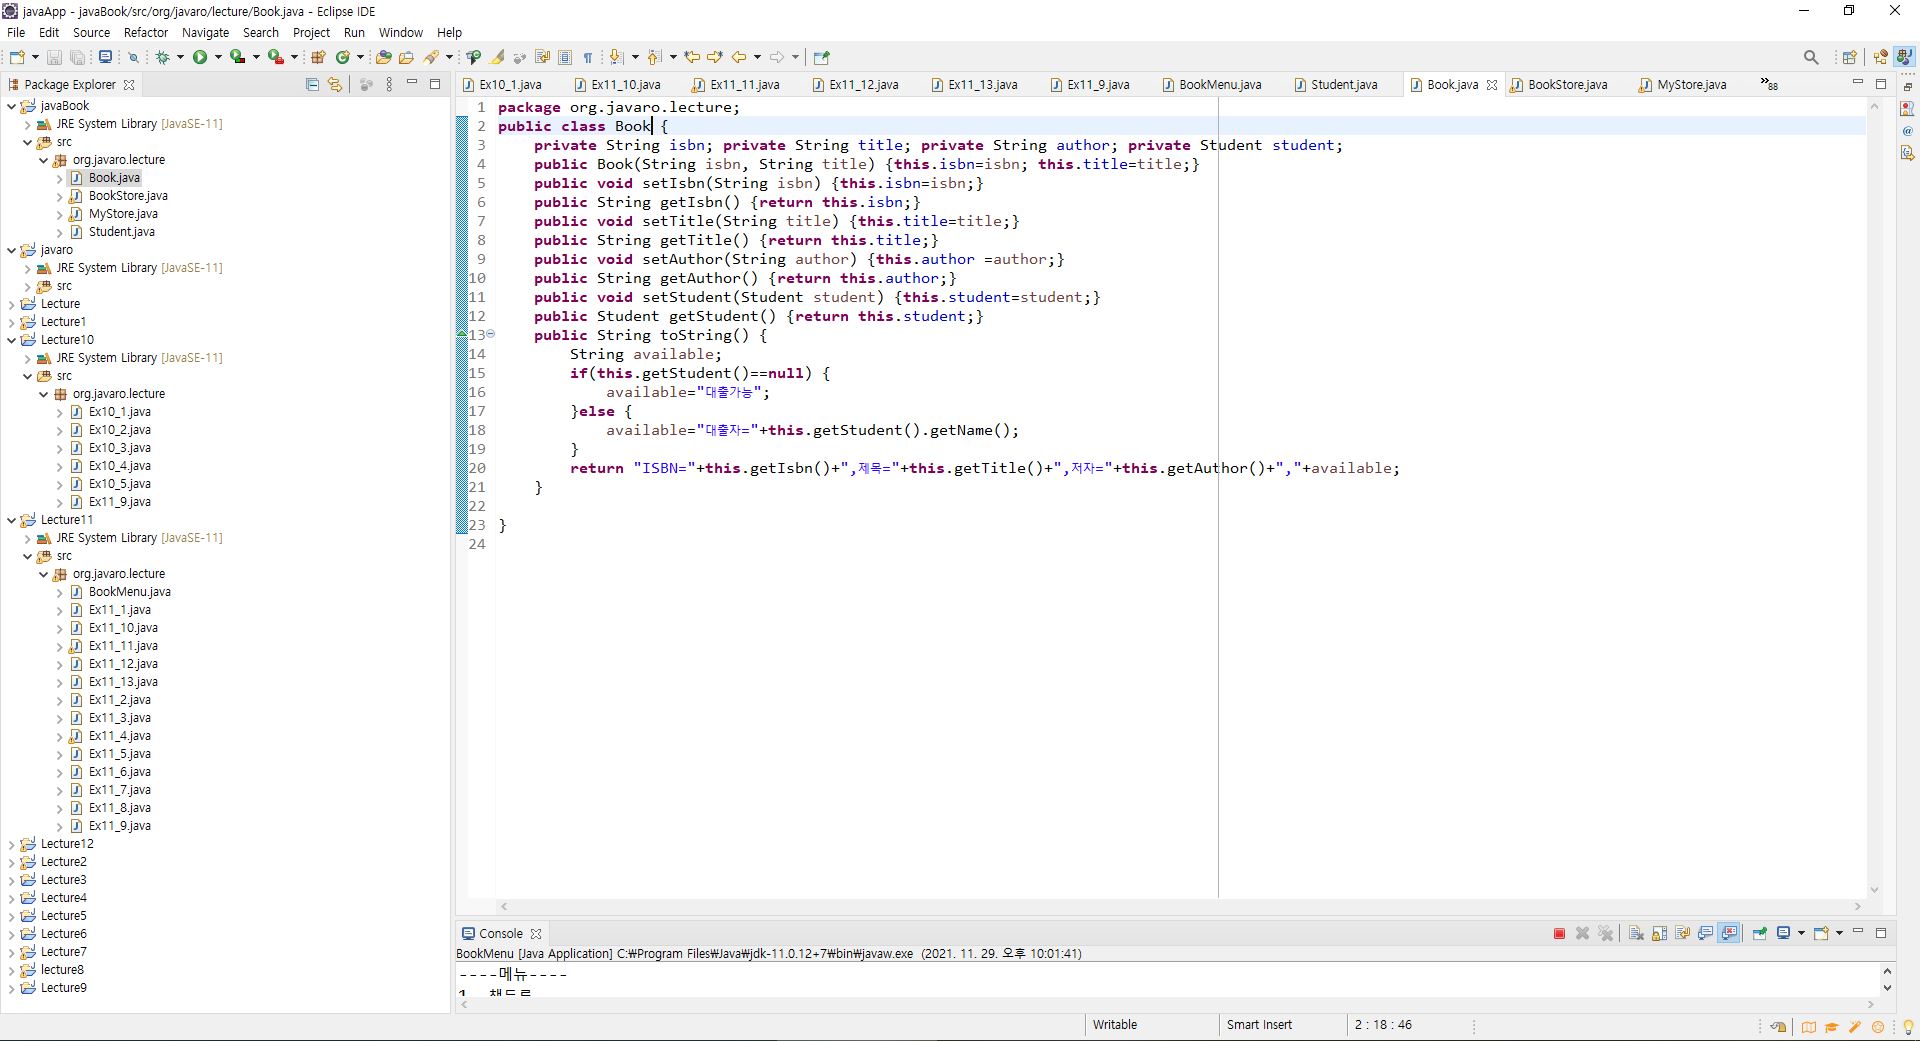 javaApp - javaBook/src/org/javaro/lecture/Book.java - Eclipse IDE
File Edit Source Refactor Navigate Search Project Run Window Help
Package Explorer
javaBook
JRE System Library [JavaSE-11]
src
org.javaro.lecture
Book.java
BookStore.java
MyStore.java
Student.java
javaro
JRE System Library [JavaSE-11]
src
Lecture
Lecture1
Lecture10
JRE System Library [JavaSE-11]
src
org.javaro.lecture
Ex10_1.java
Ex10_2.java
Ex10_3.java
Ex10_4.java
Ex10_5.java
Ex11_9.java
Lecture11
JRE System Library [JavaSE-11]
src
org.javaro.lecture
BookMenu.java
Ex11_1.java
Ex11_10.java
Ex11_11.java
Ex11_12.java
Ex11_13.java
Ex11_2.java
Ex11_3.java
Ex11_4.java
Ex11_5.java
Ex11_6.java
Ex11_7.java
Ex11_8.java
Ex11_9.java
Lecture12
Lecture2
Lecture3
Lecture4
Lecture5
Lecture6
Lecture7
lecture8
Lecture9
Ex10_1.java Ex11_10.java Ex11_11.java Ex11_12.java Ex11_13.java Ex11_9.java BookMenu.java Student.java Book.java BookStore.java MyStore.java »88
1 package org.javaro.lecture;
2 public class Book {
3 private String isbn; private String title; private String author; private Student student;
4 public Book(String isbn, String title) {this.isbn=isbn; this.title=title;}
5 public void setIsbn(String isbn) {this.isbn=isbn;}
6 public String getIsbn() {return this.isbn;}
7 public void setTitle(String title) {this.title=title;}
8 public String getTitle() {return this.title;}
9 public void setAuthor(String author) {this.author =author;}
10 public String getAuthor() {return this.author;}
11 public void setStudent(Student student) {this.student=student;}
12 public Student getStudent() {return this.student;}
13 public String toString() {
14 String available;
15 if(this.getStudent()==null) {
16 available="대출가능";
17 }else {
18 available="대출자="+this.getStudent().getName();
19 }
20 return "ISBN="+this.getIsbn()+",제목="+this.getTitle()+",저자="+this.getAuthor()+","+available;
21 }
22
23 }
24
Console
BookMenu [Java Application] C:₩Program Files₩Java₩jdk-11.0.12+7₩bin₩javaw.exe (2021. 11. 29. 오후 10:01:41)
----메뉴----
Writable Smart Insert 2 : 18 : 46